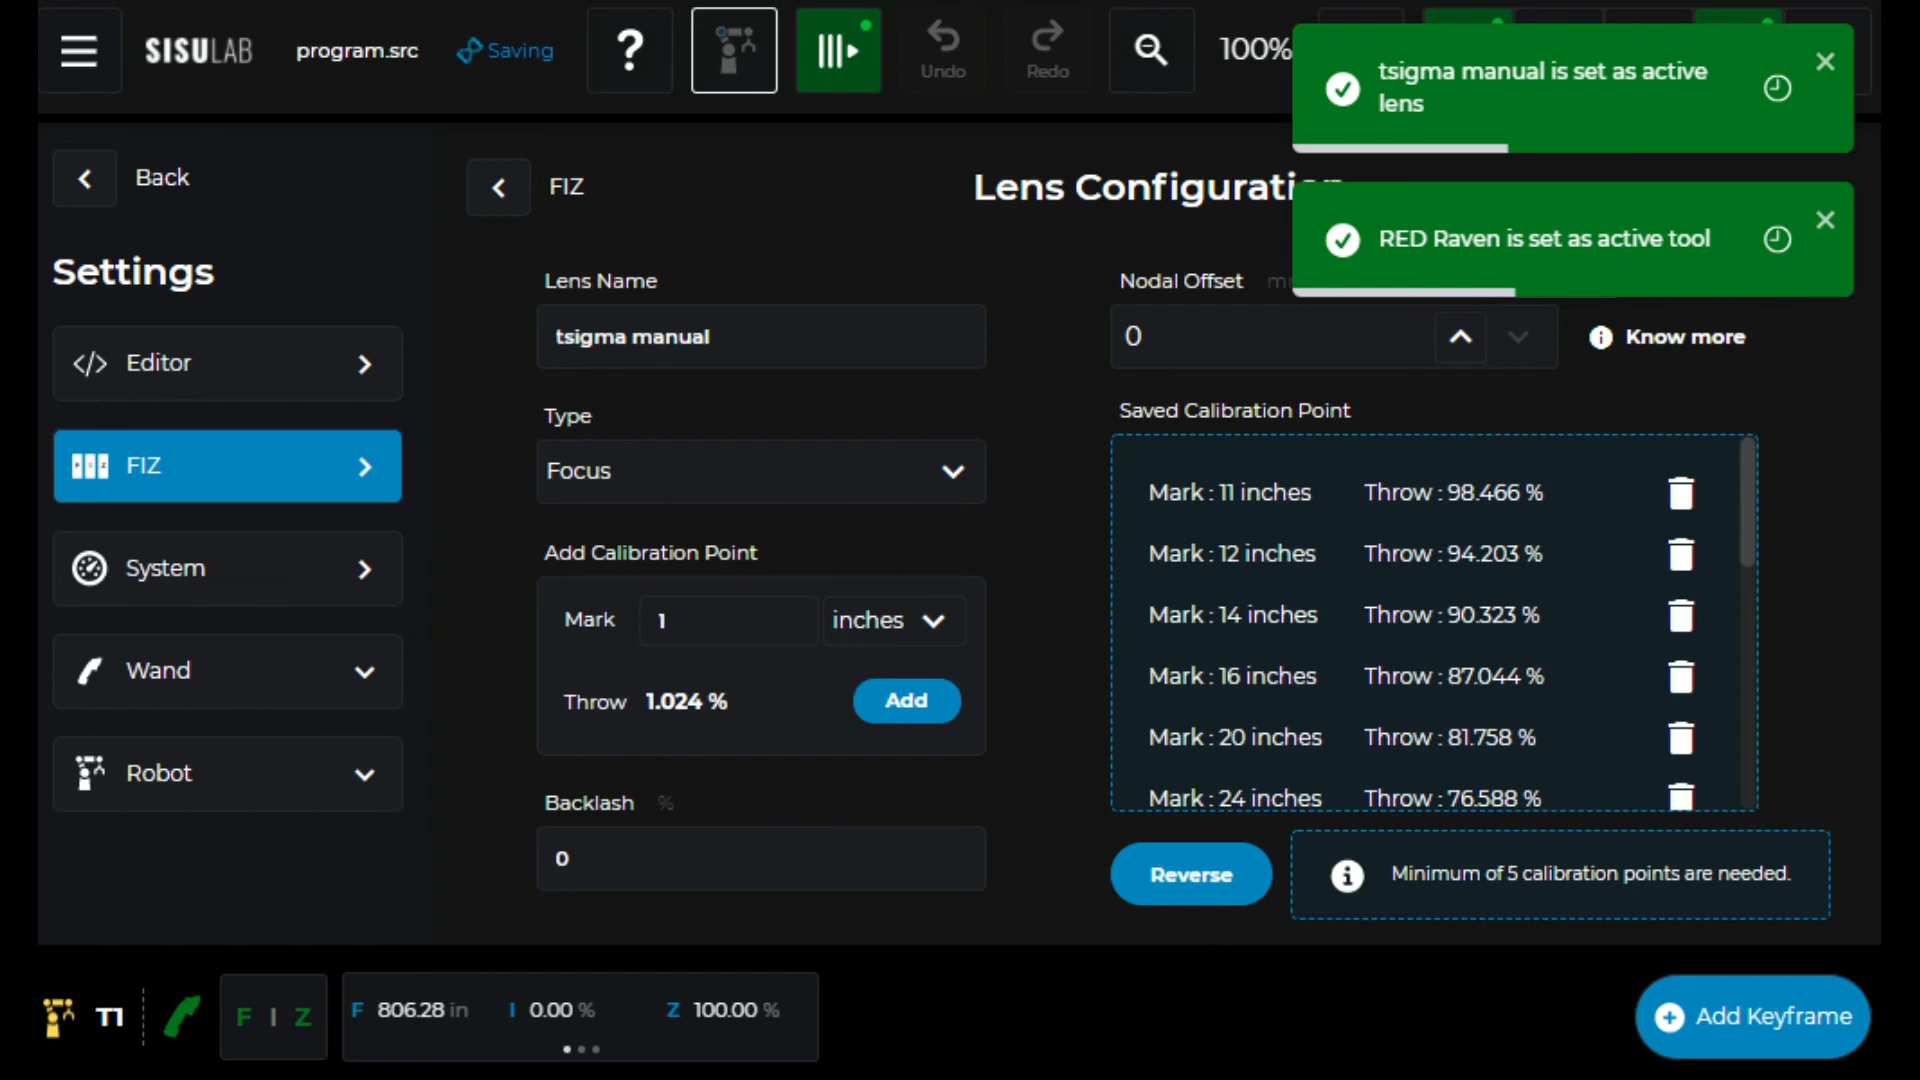 SISULAB
program.src
Saving
?
Undo
Redo
100%
tsigma manual is set as active
lens
RED Raven is set as active tool
Back
FIZ
Lens Configuration
Settings
Editor
FIZ
System
Wand
Robot
Lens Name
tsigma manual
Type
Focus
Add Calibration Point
Mark 1 inches
Throw 1.024 %
Add
Backlash %
0
Nodal Offset
0
Know more
Saved Calibration Point
Mark : 11 inches Throw : 98.466 %
Mark : 12 inches Throw : 94.203 %
Mark : 14 inches Throw : 90.323 %
Mark : 16 inches Throw : 87.044 %
Mark : 20 inches Throw : 81.758 %
Mark : 24 inches Throw : 76.588 %
Reverse
Minimum of 5 calibration points are needed.
T1
F I Z
F 806.28 in I 0.00 % Z 100.00 %
Add Keyframe